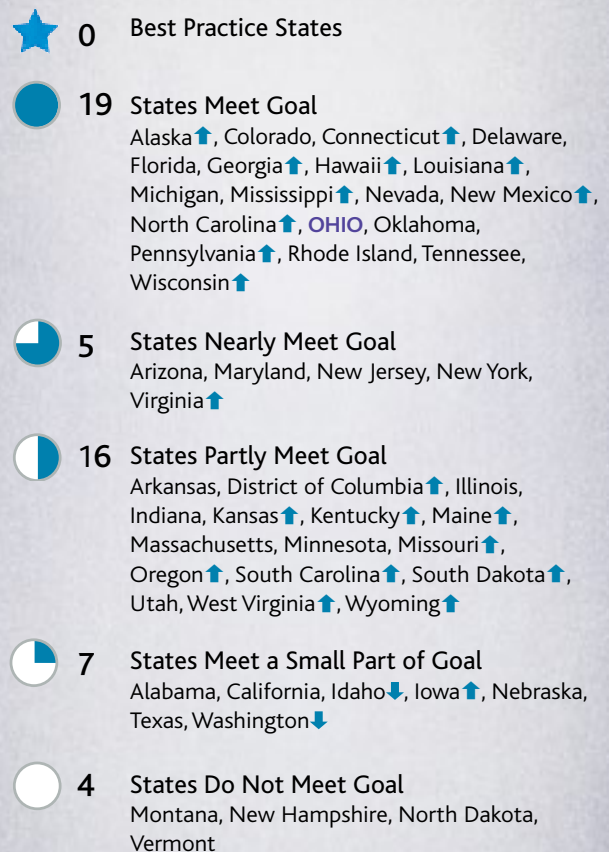 0 Best Practice States
19 States Meet Goal
Alaska⬆, Colorado, Connecticut⬆, Delaware,
Florida, Georgia⬆, Hawaii⬆, Louisiana⬆,
Michigan, Mississippi⬆, Nevada, New Mexico⬆,
North Carolina⬆, OHIO, Oklahoma,
Pennsylvania⬆, Rhode Island, Tennessee,
Wisconsin⬆
5 States Nearly Meet Goal
Arizona, Maryland, New Jersey, New York,
Virginia⬆
16 States Partly Meet Goal
Arkansas, District of Columbia⬆, Illinois,
Indiana, Kansas⬆, Kentucky⬆, Maine⬆,
Massachusetts, Minnesota, Missouri⬆,
Oregon⬆, South Carolina⬆, South Dakota⬆,
Utah, West Virginia⬆, Wyoming⬆
7 States Meet a Small Part of Goal
Alabama, California, Idaho⬇, Iowa⬆, Nebraska,
Texas, Washington⬇
4 States Do Not Meet Goal
Montana, New Hampshire, North Dakota,
Vermont